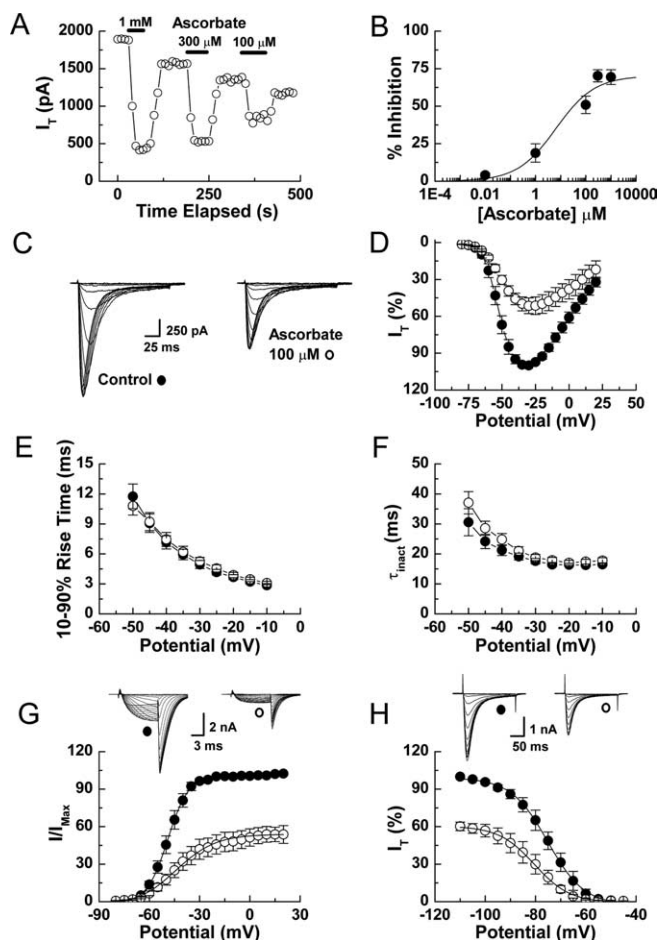 A
1 mM
Ascorbate
300 µM
100 µM
2000
1500
1000
500
0
I_T
(pA)
0 250 500
Time Elapsed (s)
B
100
75
50
25
0
% Inhibition
1E-4 0.01 1 100 10000
[Ascorbate] µM
C
250 pA
25 ms
Control ●
Ascorbate
100 µM o
D
0
30
60
90
120
I_T (%)
-100 -75 -50 -25 0 25 50
Potential (mV)
E
15
12
9
6
3
0
10-90% Rise Time (ms)
-60 -50 -40 -30 -20 -10 0
Potential (mV)
F
50
40
30
20
10
0
τ_inact (ms)
-60 -50 -40 -30 -20 -10 0
Potential (mV)
G
2 nA
3 ms
120
90
60
30
0
I/I_Max
-90 -60 -30 0 30
Potential (mV)
H
1 nA
50 ms
120
90
60
30
0
I_T (%)
-120 -100 -80 -60 -40
Potential (mV)